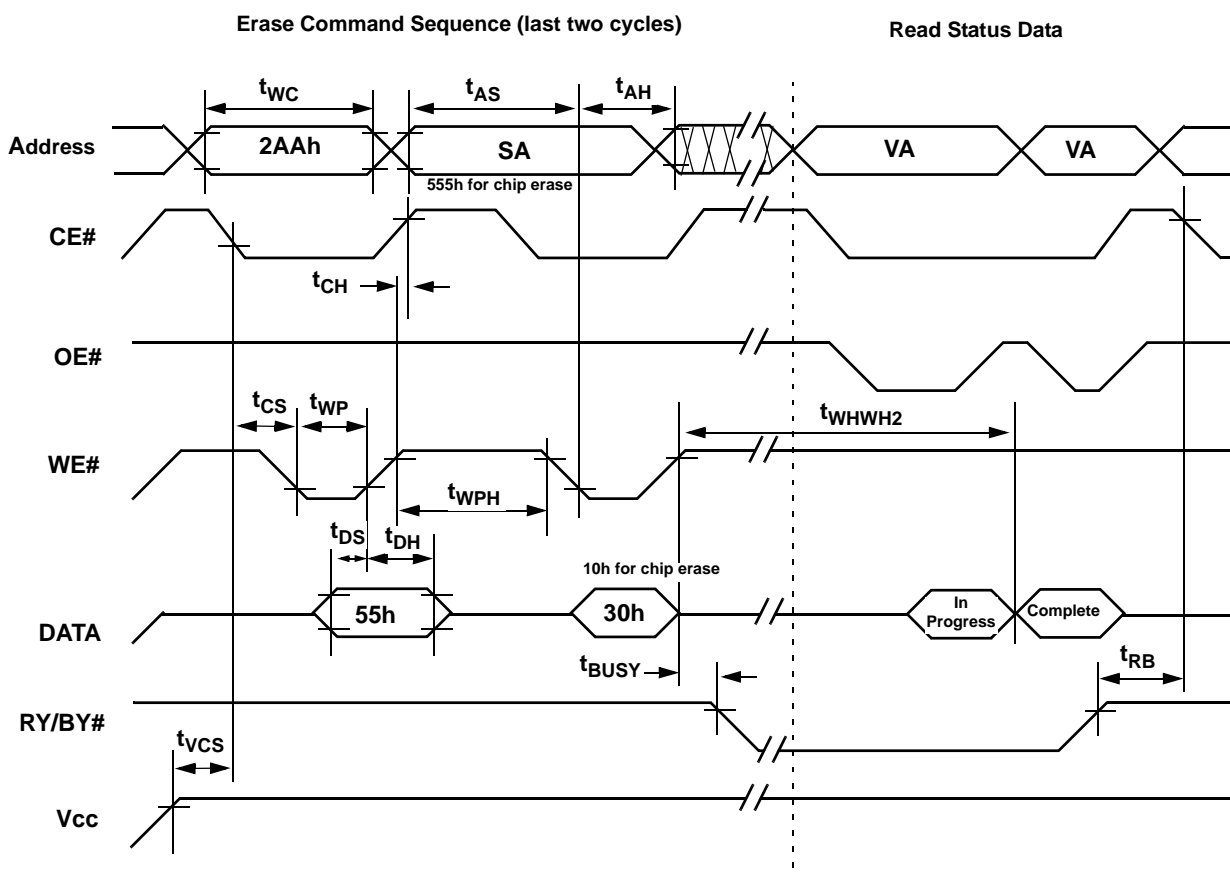 Erase Command Sequence (last two cycles)
Read Status Data
tWC
tAS
tAH
Address
2AAh
SA
VA
VA
555h for chip erase
CE#
tCH
OE#
tCS
tWP
tWHWH2
WE#
tWPH
tDS
tDH
10h for chip erase
55h
30h
In
Progress
Complete
DATA
tBUSY
tRB
RY/BY#
tVCS
Vcc